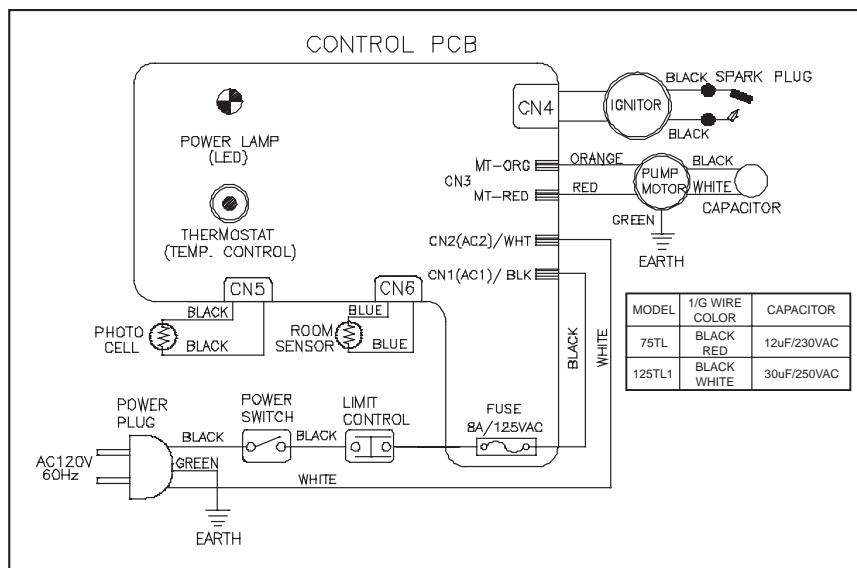 CONTROL PCB
POWER LAMP
(LED)
THERMOSTAT
(TEMP. CONTROL)
CN4
IGNITOR
BLACK
SPARK PLUG
BLACK
MT-ORG
CN3
MT-RED
ORANGE
RED
PUMP
MOTOR
BLACK
WHITE
CAPACITOR
GREEN
EARTH
CN2(AC2)/WHT
CN1(AC1)/ BLK
CN5
CN6
BLACK
PHOTO
CELL
BLACK
BLUE
ROOM
SENSOR
BLUE
BLACK
WHITE
MODEL 1/G WIRE COLOR CAPACITOR
75TL BLACK RED 12uF/230VAC
125TL1 BLACK WHITE 30uF/250VAC
POWER
PLUG
POWER
SWITCH
LIMIT
CONTROL
FUSE
8A/125VAC
BLACK
BLACK
AC120V
60Hz
GREEN
WHITE
EARTH